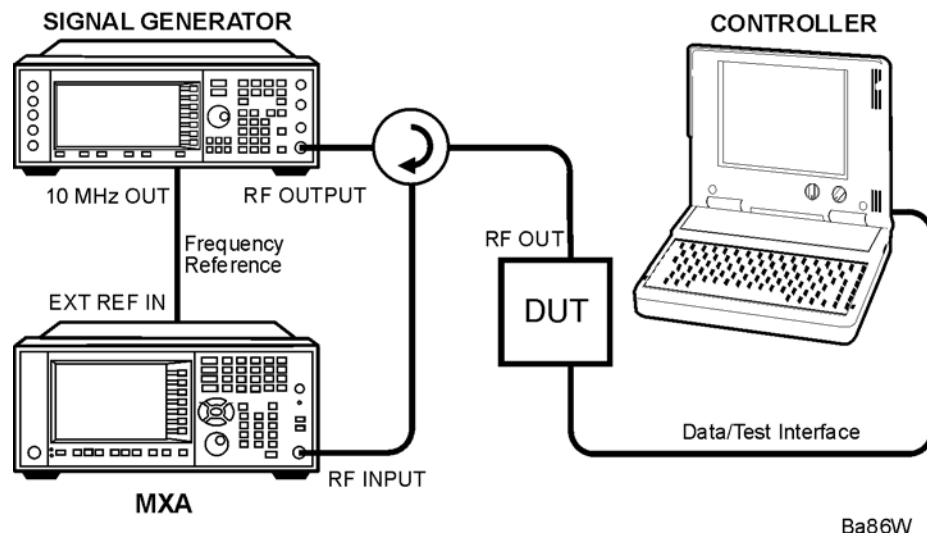 SIGNAL GENERATOR
CONTROLLER
10 MHz OUT
RF OUTPUT
Frequency
Reference
RF OUT
EXT REF IN
DUT
Data/Test Interface
RF INPUT
MXA
Ba86W